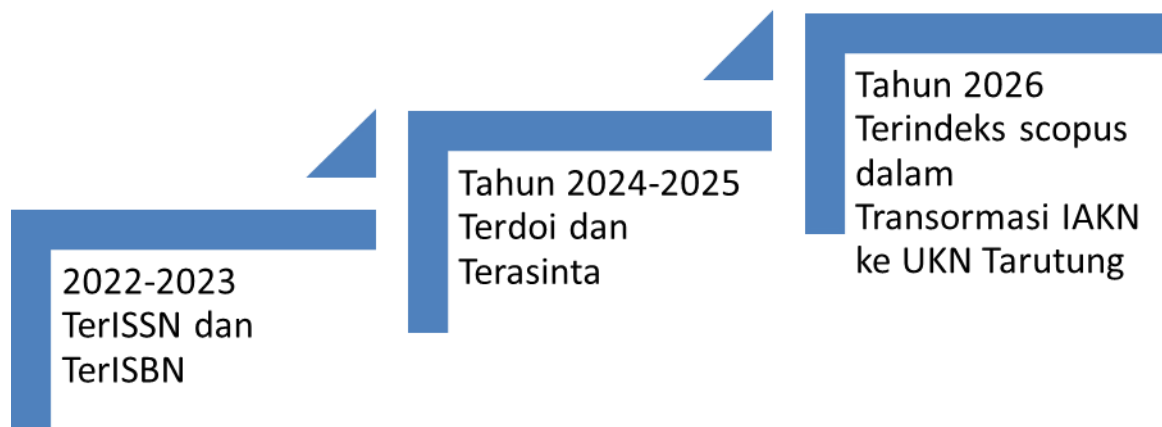 2022-2023
TerISSN dan
TerISBN
Tahun 2024-2025
Terdoi dan
Terasinta
Tahun 2026
Terindeks scopus
dalam
Transormasi IAKN
ke UKN Tarutung